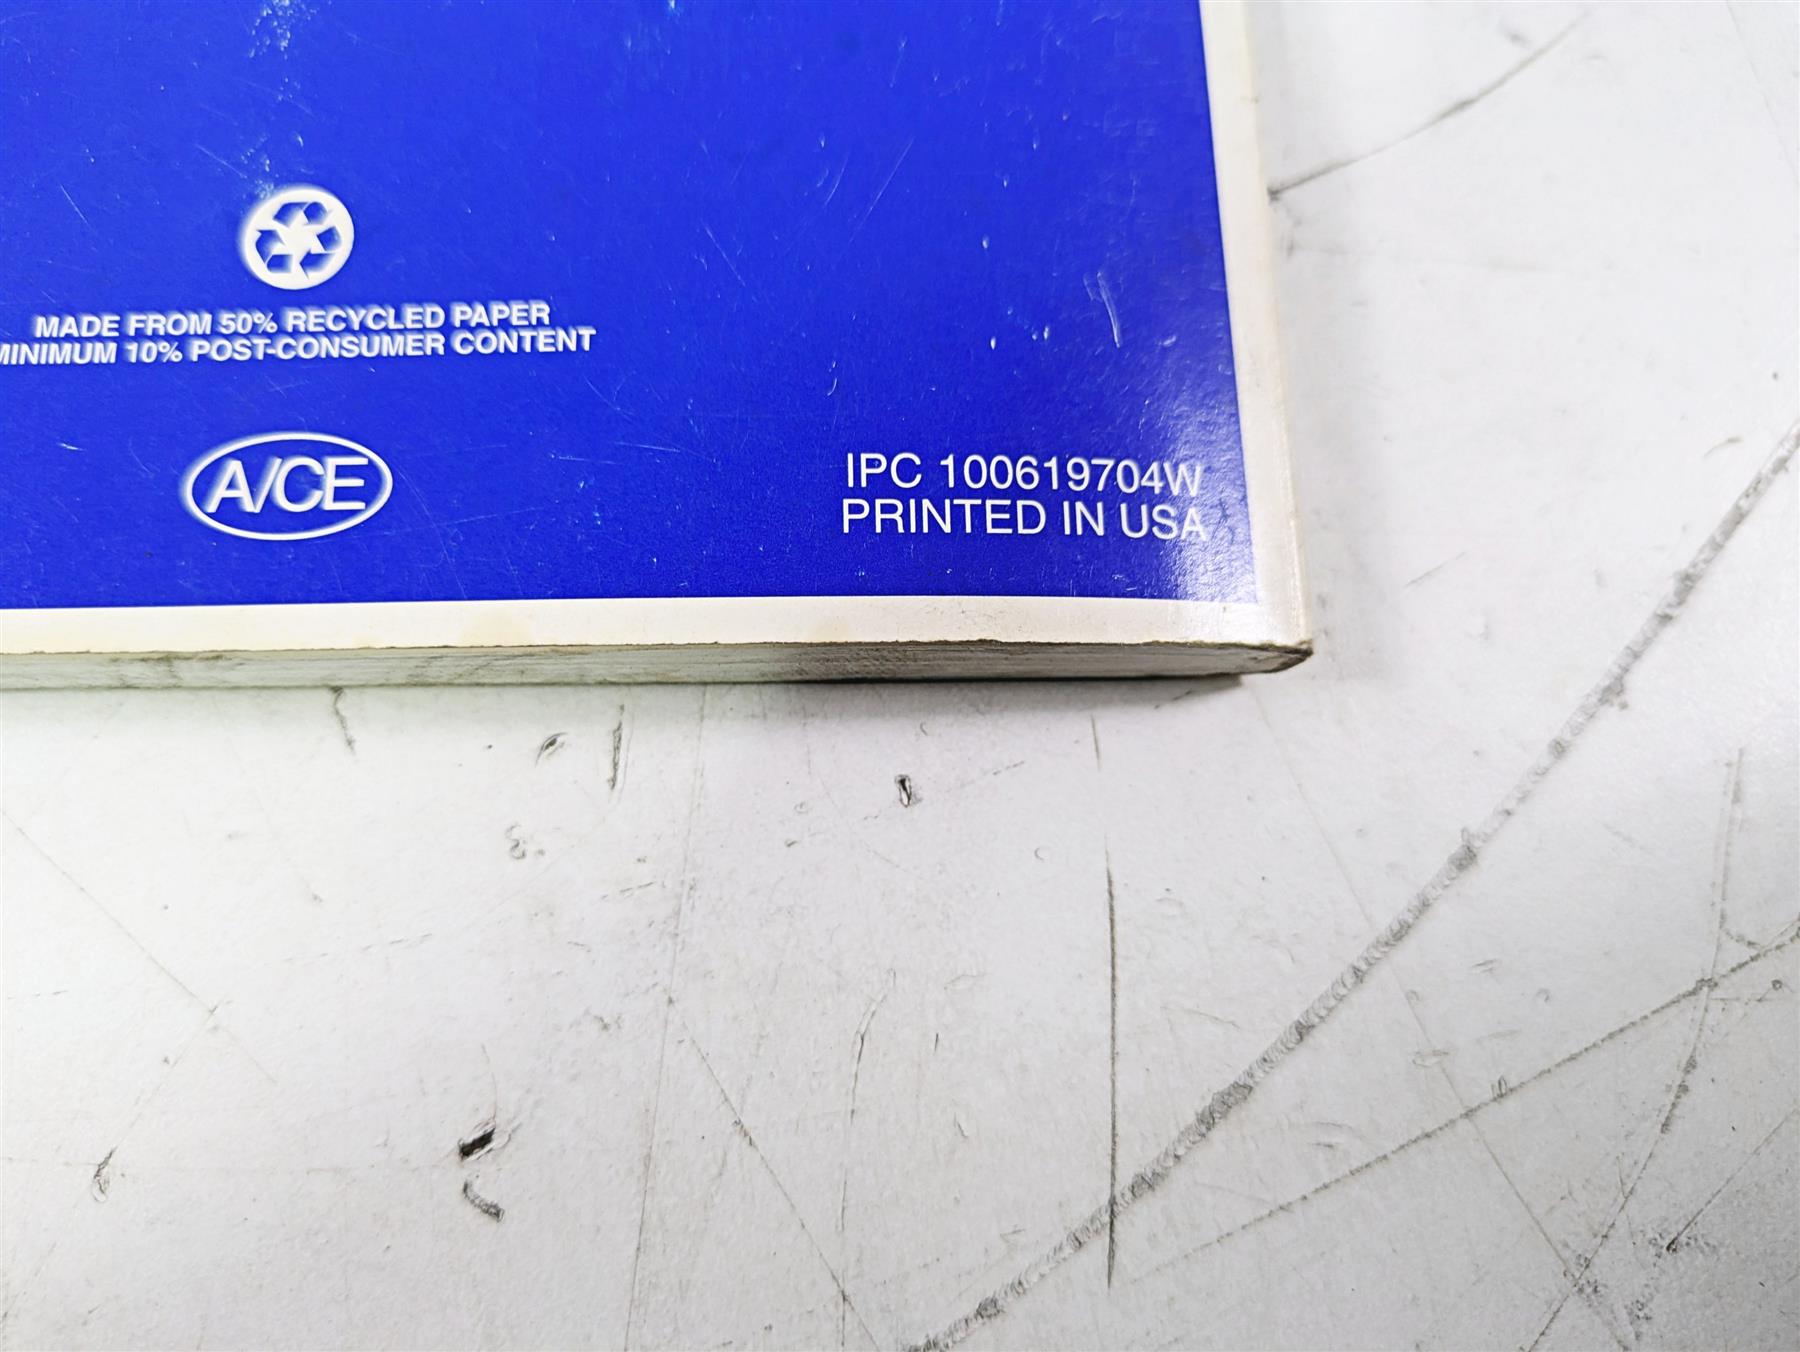 MADE FROM 50% RECYCLED PAPER
MINIMUM 10% POST-CONSUMER CONTENT
A/CE
IPC 100619704W
PRINTED IN USA